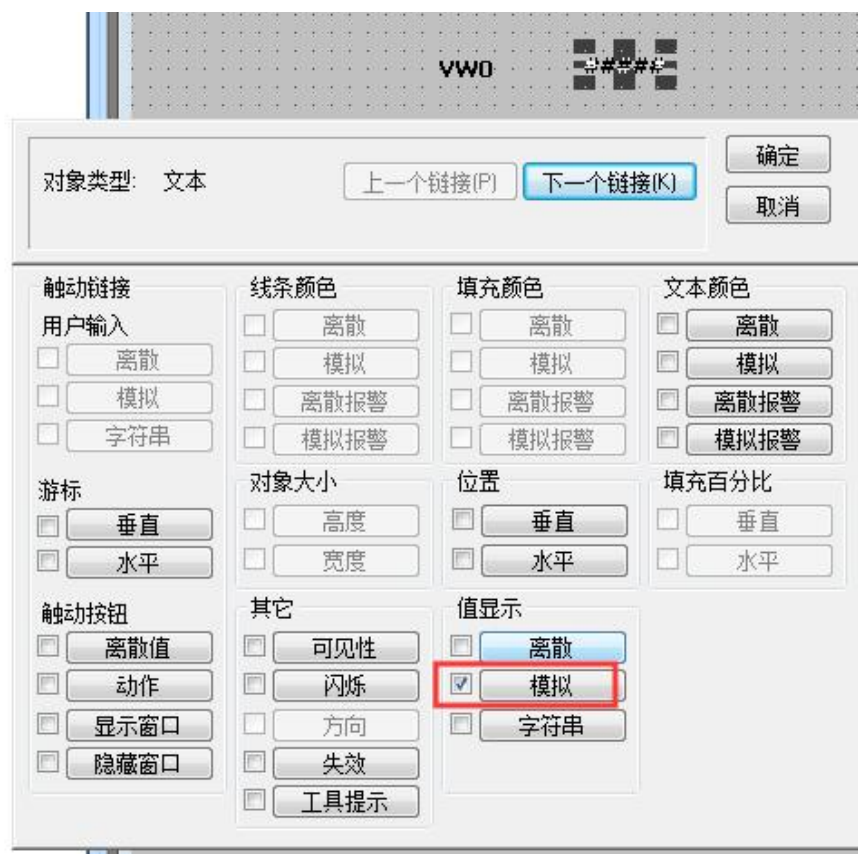 VW0 #####
对象类型: 文本
上一个链接(P)
下一个链接(K)
确定
取消
触动链接
用户输入
离散
模拟
字符串
游标
垂直
水平
触动按钮
离散值
动作
显示窗口
隐藏窗口
线条颜色
离散
模拟
离散报警
模拟报警
对象大小
高度
宽度
其它
可见性
闪烁
方向
失效
工具提示
填充颜色
离散
模拟
离散报警
模拟报警
位置
垂直
水平
值显示
离散
模拟
字符串
文本颜色
离散
模拟
离散报警
模拟报警
填充百分比
垂直
水平